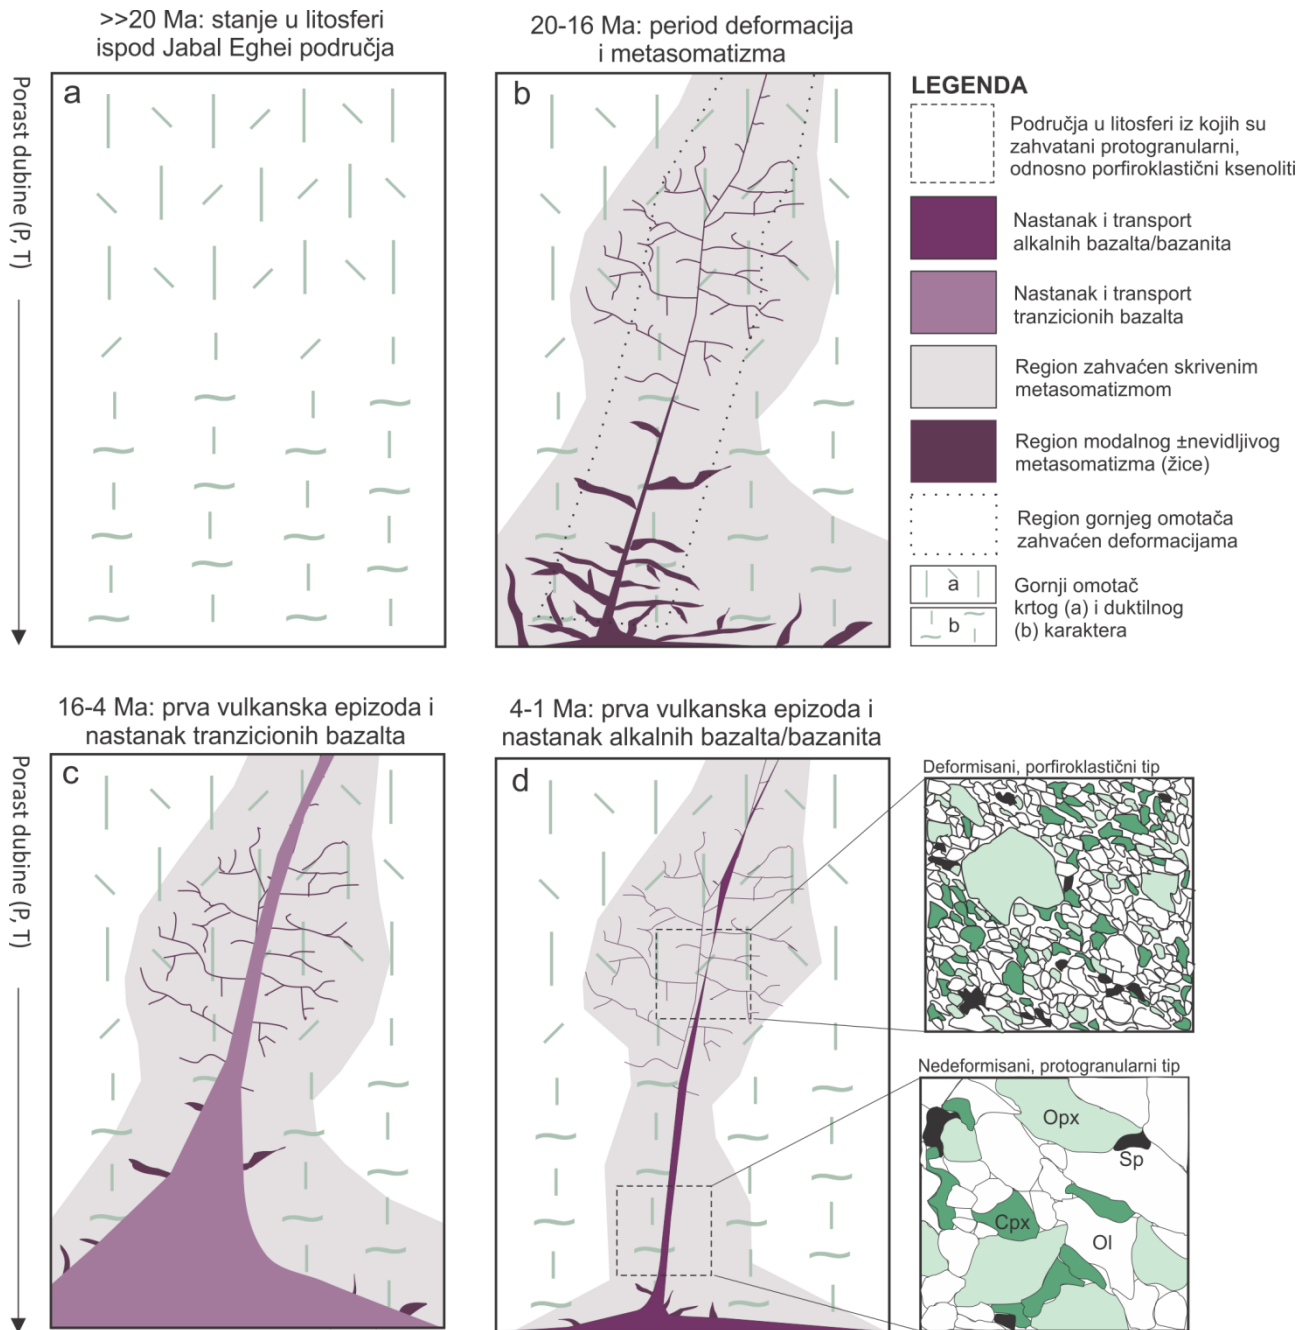 >>20 Ma: stanje u litosferi
ispod Jabal Eghei područja
20-16 Ma: period deformacija
i metasomatizma
Porast dubine (P, T)
a
b
LEGENDA
Područja u litosferi iz kojih su
zahvatani protogranularni,
odnosno porfiroklastični ksenoliti
Nastanak i transport
alkalnih bazalta/bazanita
Nastanak i transport
tranzicionih bazalta
Region zahvaćen skrivenim
metasomatizmom
Region modalnog ±nevidljivog
metasomatizma (žice)
Region gornjeg omotača
zahvaćen deformacijama
a
b
Gornji omotač
krtog (a) i duktilnog
(b) karaktera
16-4 Ma: prva vulkanska epizoda i
nastanak tranzicionih bazalta
4-1 Ma: prva vulkanska epizoda i
nastanak alkalnih bazalta/bazanita
Porast dubine (P, T)
c
d
Deformisani, porfiroklastični tip
Nedeformisani, protogranularni tip
Opx
Sp
Cpx
Ol